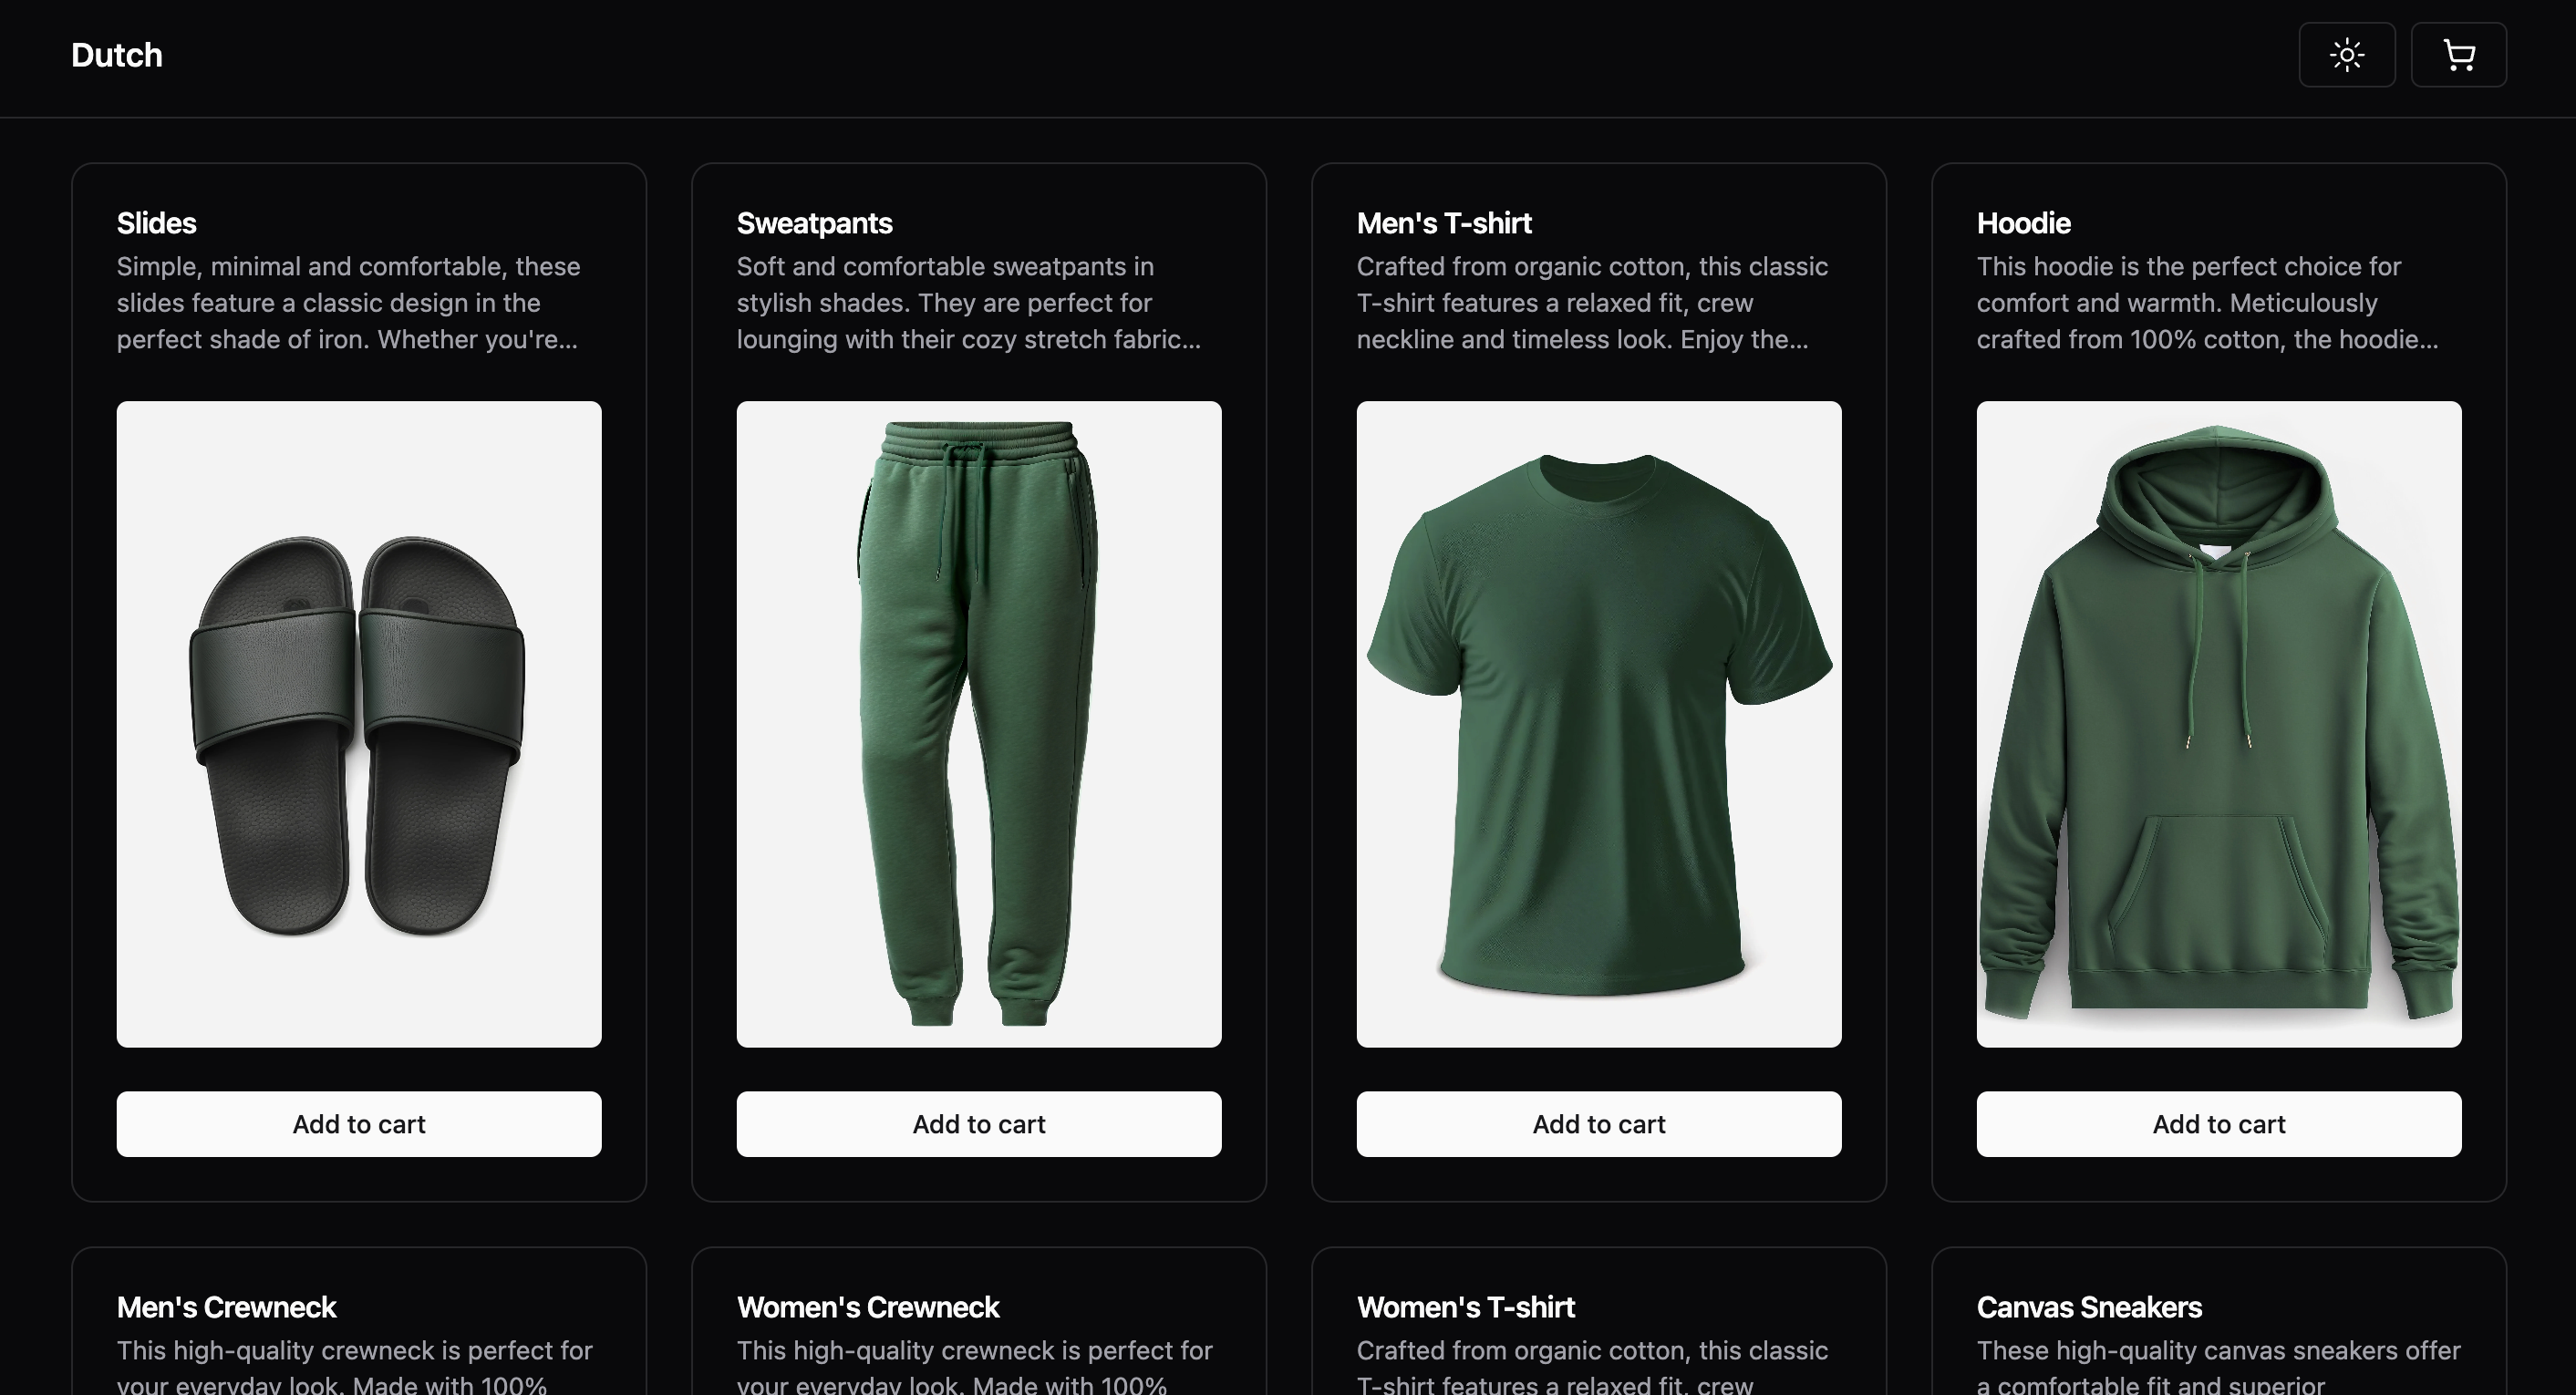 Dutch
Slides
Simple, minimal and comfortable, these
slides feature a classic design in the
perfect shade of iron. Whether you're...
Add to cart
Sweatpants
Soft and comfortable sweatpants in
stylish shades. They are perfect for
lounging with their cozy stretch fabric...
Add to cart
Men's T-shirt
Crafted from organic cotton, this classic
T-shirt features a relaxed fit, crew
neckline and timeless look. Enjoy the...
Add to cart
Hoodie
This hoodie is the perfect choice for
comfort and warmth. Meticulously
crafted from 100% cotton, the hoodie...
Add to cart
Men's Crewneck
This high-quality crewneck is perfect for
your everyday look. Made with 100%
Women's Crewneck
This high-quality crewneck is perfect for
your everyday look. Made with 100%
Women's T-shirt
Crafted from organic cotton, this classic
T-shirt features a relaxed fit, crew
Canvas Sneakers
These high-quality canvas sneakers offer
a comfortable fit and superior